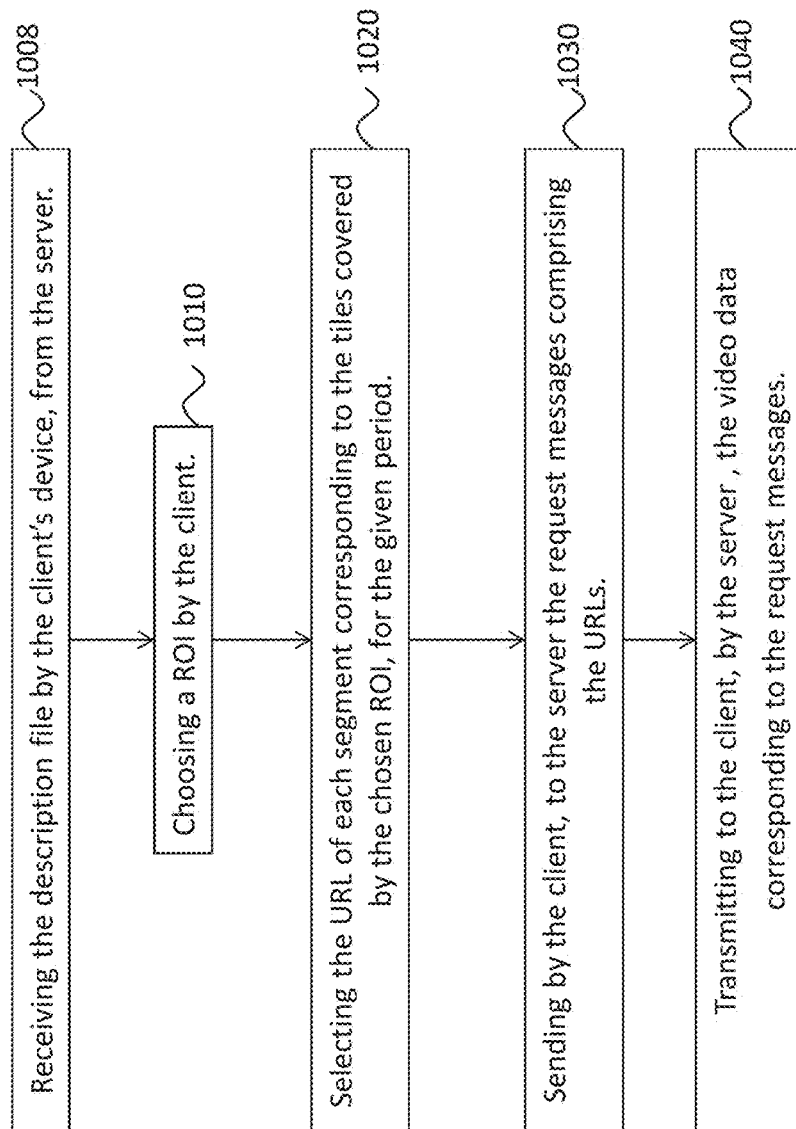 Receiving the description file by the client's device, from the server.
1008
Choosing a ROI by the client.
1010
Selecting the URL of each segment corresponding to the tiles covered
by the chosen ROI, for the given period.
1020
Sending by the client, to the server the request messages comprising
the URLs.
1030
Transmitting to the client, by the server , the video data
corresponding to the request messages.
1040